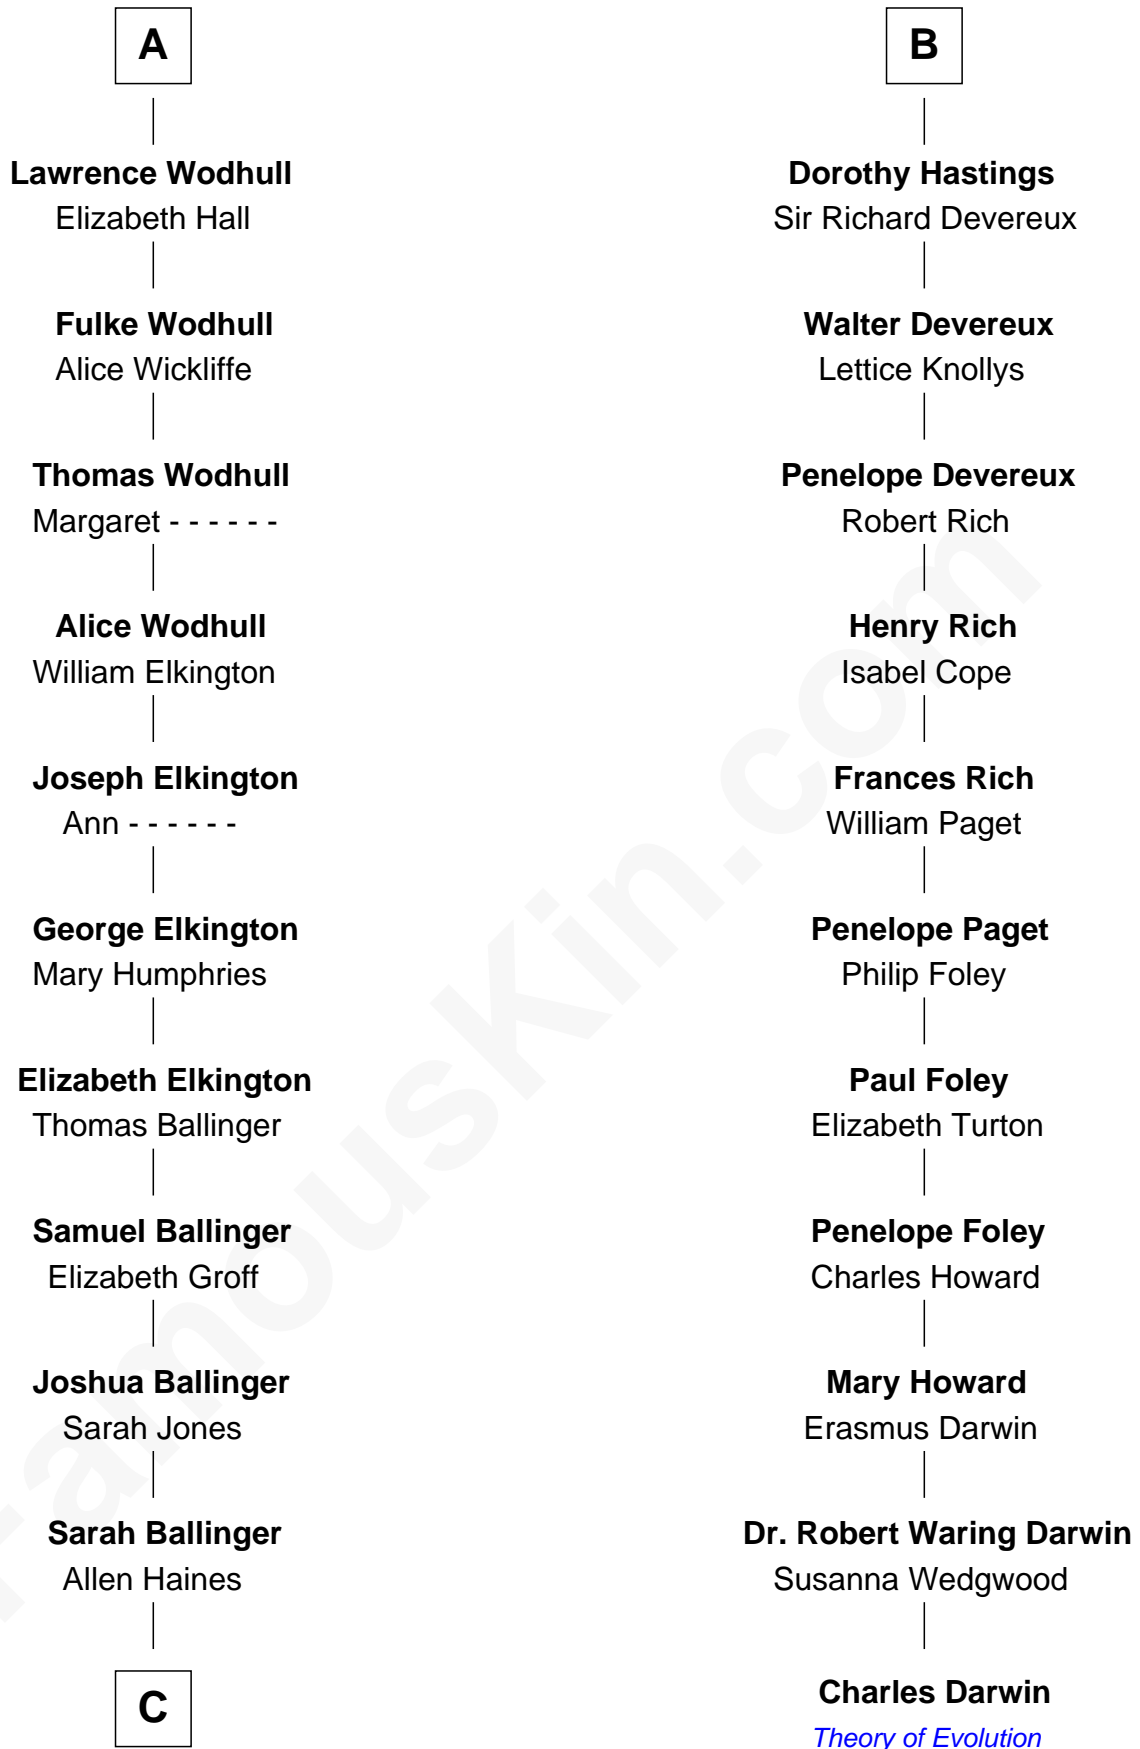 A
Lawrence Wodhull
Elizabeth Hall
Fulke Wodhull
Alice Wickliffe
Thomas Wodhull
Margaret - - - - - -
Alice Wodhull
William Elkington
Joseph Elkington
Ann - - - - - -
George Elkington
Mary Humphries
Elizabeth Elkington
Thomas Ballinger
Samuel Ballinger
Elizabeth Groff
Joshua Ballinger
Sarah Jones
Sarah Ballinger
Allen Haines
C
B
Dorothy Hastings
Sir Richard Devereux
Walter Devereux
Lettice Knollys
Penelope Devereux
Robert Rich
Henry Rich
Isabel Cope
Frances Rich
William Paget
Penelope Paget
Philip Foley
Paul Foley
Elizabeth Turton
Penelope Foley
Charles Howard
Mary Howard
Erasmus Darwin
Dr. Robert Waring Darwin
Susanna Wedgwood
Charles Darwin
Theory of Evolution
FamousKin.com